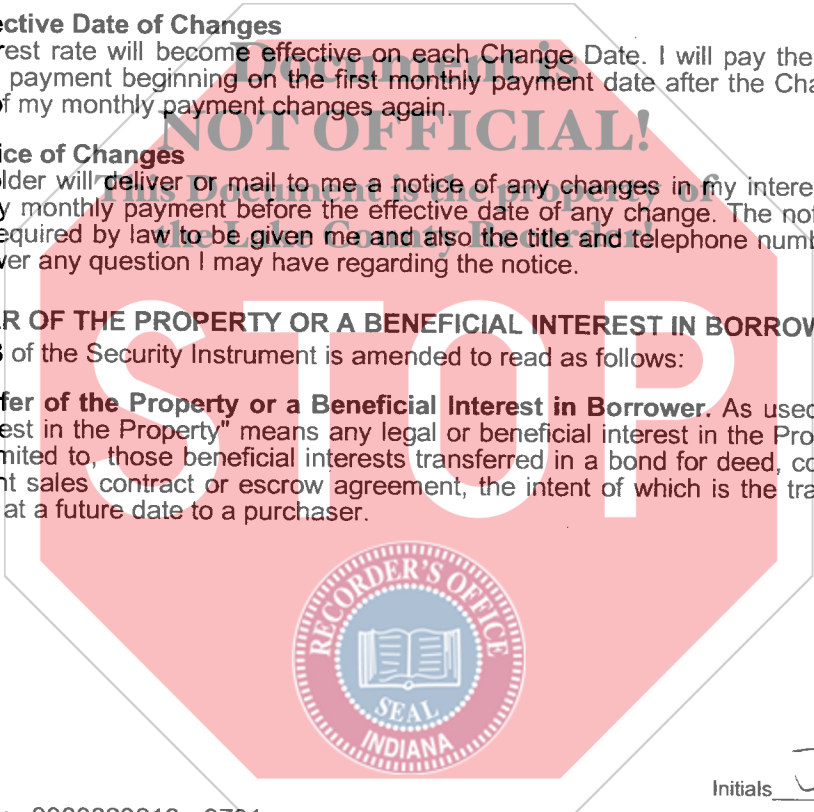 ective Date of Changes
rest rate will become effective on each Change Date. I will pay the
payment beginning on the first monthly payment date after the Cha
f my monthly payment changes again.
ice of Changes
older will deliver or mail to me a notice of any changes in my intere
y monthly payment before the effective date of any change. The not
equired by law to be given me and also the title and telephone numb
ver any question I may have regarding the notice.
R OF THE PROPERTY OR A BENEFICIAL INTEREST IN BORROW
of the Security Instrument is amended to read as follows:
fer of the Property or a Beneficial Interest in Borrower. As used
est in the Property" means any legal or beneficial interest in the Pro
mited to, those beneficial interests transferred in a bond for deed, co
nt sales contract or escrow agreement, the intent of which is the tra
at a future date to a purchaser.
Document is
NOT OFFICIAL!
This Document is the property of
the Lake County Recorder!
STOP
RECORDER'S OFFICE
SEAL
INDIANA
Initials